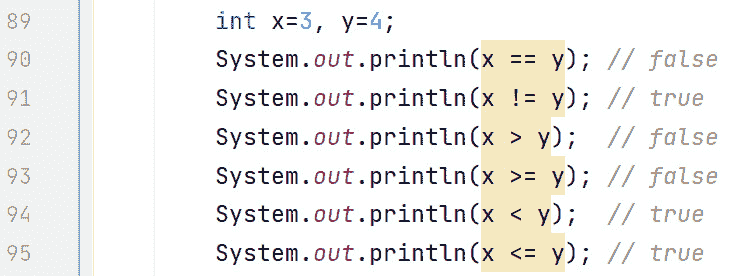 89 int x=3, y=4;
90 System.out.println(x == y); // false
91 System.out.println(x != y); // true
92 System.out.println(x > y);  // false
93 System.out.println(x >= y); // false
94 System.out.println(x < y);  // true
95 System.out.println(x <= y); // true